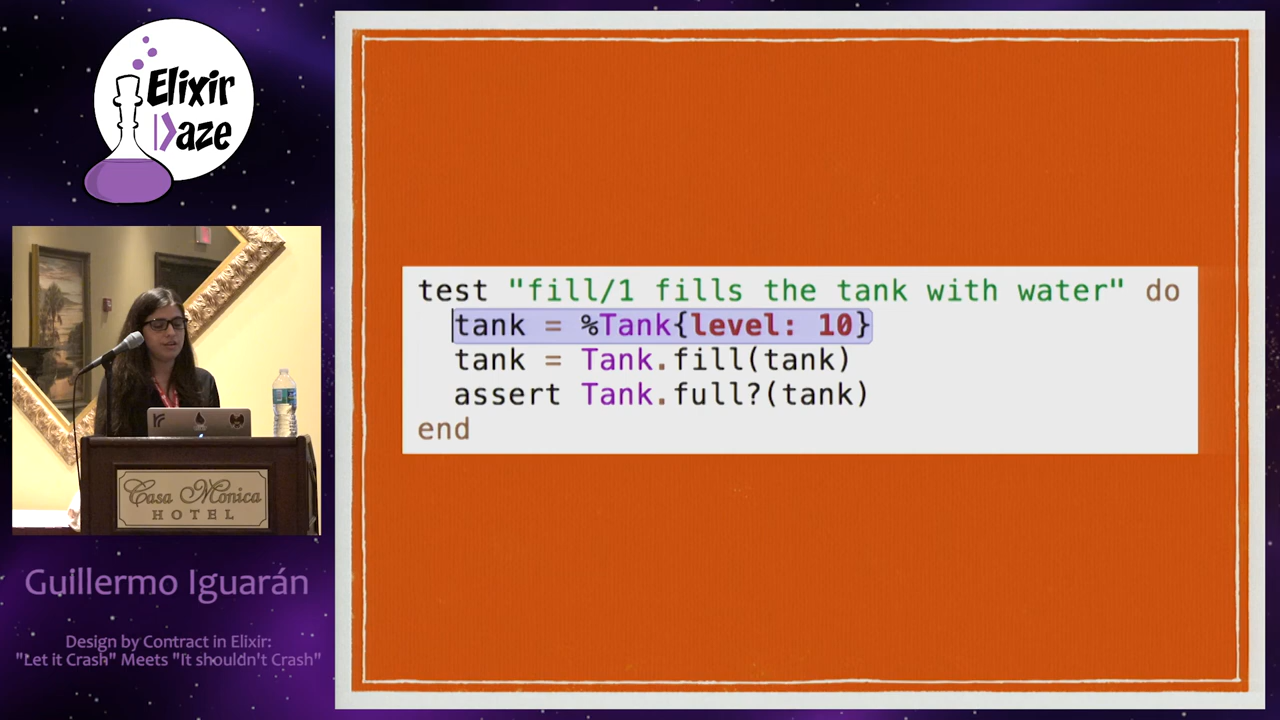 Elixir
Daze
test "fill/1 fills the tank with water" do
tank = %Tank{level: 10}
tank = Tank.fill(tank)
assert Tank.full?(tank)
end
Casa Monica
HOTEL
Guillermo Iguarán
Design by Contract in Elixir:
"Let it Crash" Meets "It shouldn't Crash"